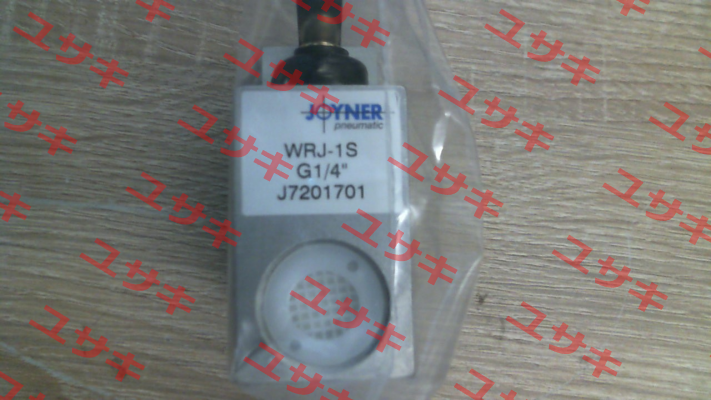 JOYNER
pneumatic
WRJ-1S
G1/4"
J7201701
ユサキ